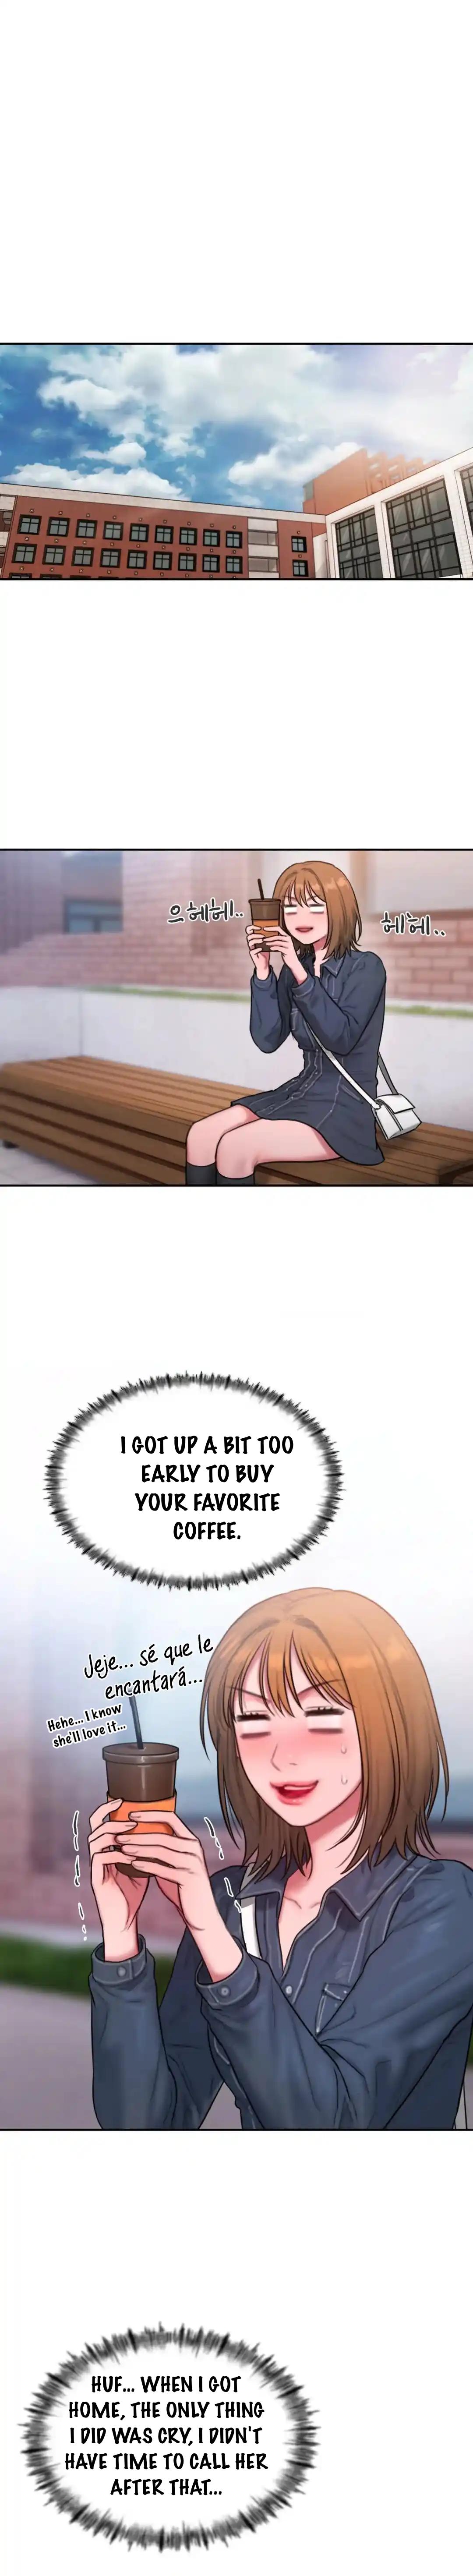 으헤헤..
헤헤..
I GOT UP A BIT TOO
EARLY TO BUY
YOUR FAVORITE
COFFEE.
Jeje... sé que le
encantará...
Hehe... I know
she'll love it...
HUF... WHEN I GOT
HOME, THE ONLY THING
I DID WAS CRY, I DIDN'T
HAVE TIME TO CALL HER
AFTER THAT...